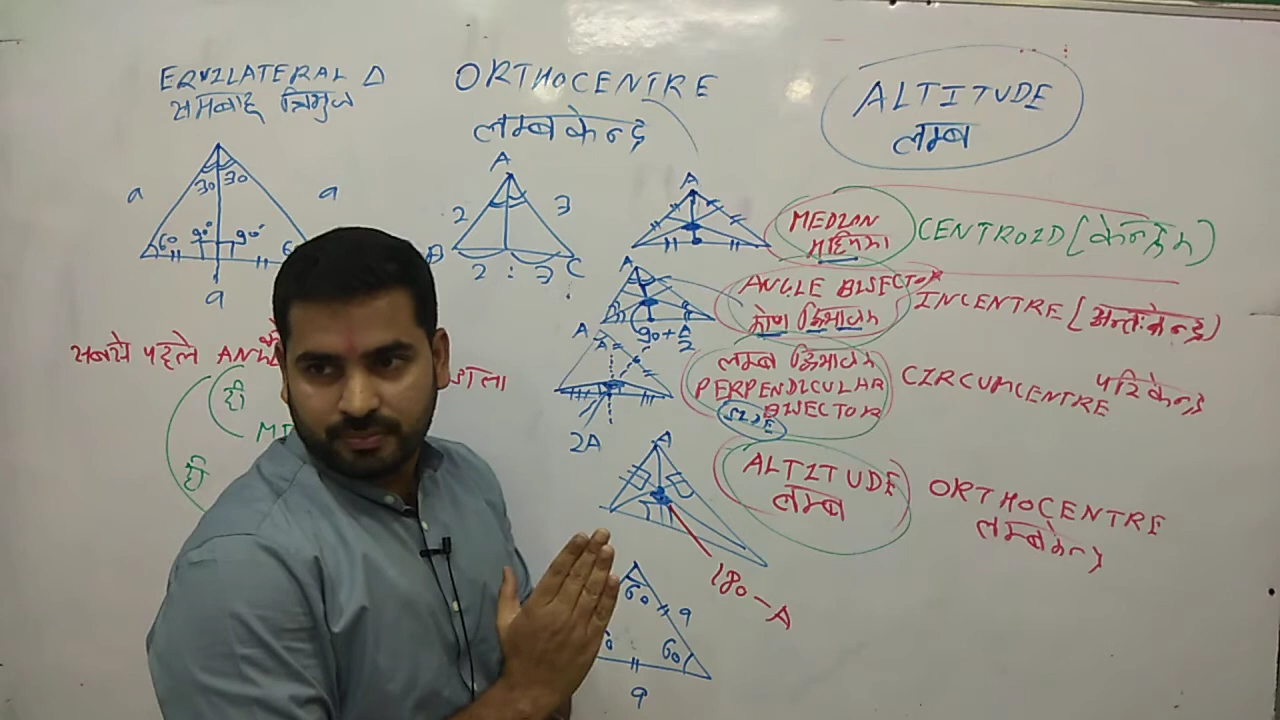 EQUILATERAL Δ
समबाहु त्रिभुज
30 30
a a
60 90° 90° 6
a
ORTHOCENTRE
लम्बकेन्द्र
A
2 3
B C
2 : 3
ALTITUDE
लम्ब
A
MEDIAN
माध्यिका
CENTROID (केन्द्रक)
A
B
90+A/2
ANGLE BISECTOR
कोण द्विभाजक
INCENTRE (अन्तःकेन्द्र)
A
A
2A
लम्ब द्विभाजक
PERPENDICULAR
BISECTOR
SIDE
CIRCUMCENTRE परिकेन्द्र
A
180-A
ALTITUDE
लम्ब
ORTHOCENTRE
लम्बकेन्द्र
60 a
60
a
सबसे पहले